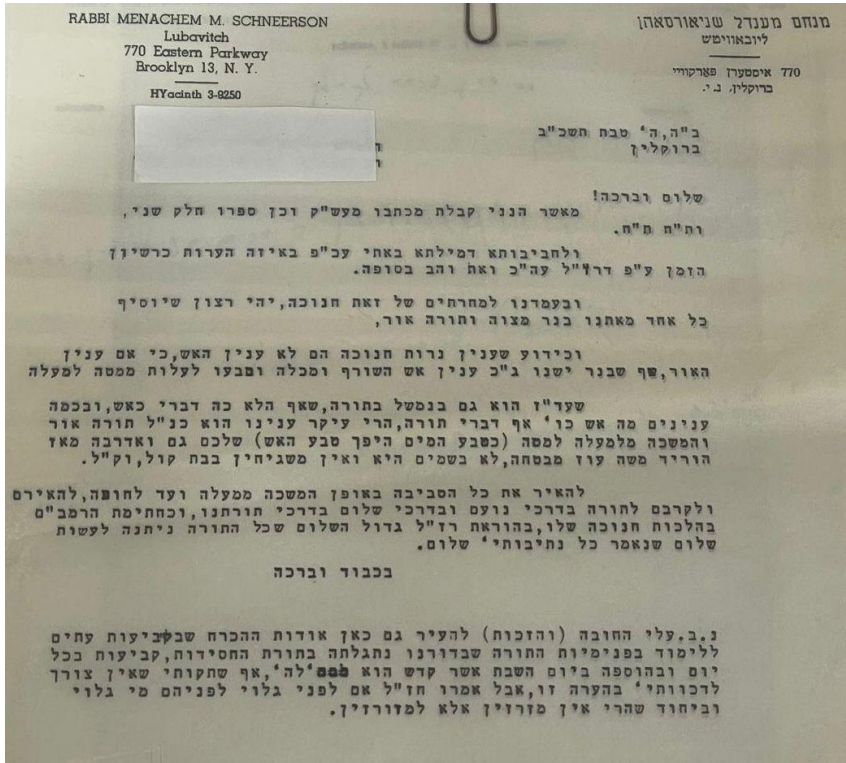 RABBI MENACHEM M. SCHNEERSON
Lubavitch
770 Eastern Parkway
Brooklyn 13, N. Y.
HYacinth 3-9250
מנחם מענדל שניאורסאהן
ליובאוויטש
770 איסטערן פארקוויי
ברוקלין, נ.י.
ב"ה,ה' טבת תשכ"ב
ברוקלין
שלום וברכה!
מאשר הנני קבלת מכתבו מעש"ק וכן ספרו חלק שני,
ות"ח ת"ח.
ולחביבותא דמילתא באתי עכ"פ באיזה הערות כרשיון
הזמן ע"פ דרז"ל עה"כ ואת והב בסופה.
ובעמדנו למחרתים של זאת חנוכה,יהי רצון שיוסיף
כל אחד מאתנו בנר מצוה ותורה אור,
וכידוע שענין נרות חנוכה הם לא ענין האש,כי אם ענין
האור,אף שבנר ישנו ג"כ ענין אש השורף ומכלה וטבעו לעלות ממטה למעלה
שעד"ז הוא גם בנמשל בתורה,שאף הלא כה דברי כאש,ובכמה
ענינים מה אש כו' אף דברי תורה,הרי עיקר ענינו הוא כנ"ל תורה אור
והמשכה מלמעלה למטה (כטבע המים היפך טבע האש) שלכם גם ואדרבה מאז
הוריד משה עוז מבטחה,לא בשמים היא ואין משגיחין בבת קול,וק"ל.
להאיר את כל הסביבה באופן המשכה ממעלה ועד לחוצה,להאירם
ולקרבם לתורה בדרכי נועם ובדרכי שלום בדרכי תורתנו,וכחתימת הרמב"ם
בהלכות חנוכה שלו,בהוראת רז"ל גדול השלום שכל התורה ניתנה לעשות
שלום שנאמר כל נתיבותי' שלום.
בכבוד וברכה
נ.ב.עלי החובה (והזכות) להעיר גם כאן אודות ההכרח שבקביעות עתים
ללימוד בפנימיות התורה שבדורנו נתגלתה בתורת החסידות,קביעות בכל
יום ובהוספה ביום השבת אשר קדש הוא לה',אף שתקותי שאין צורך
לדכוותי' בהערה זו,אבל אמרו חז"ל אם לפני גלוי לפניהם מי גלוי
וביחוד שהרי אין מזרזין אלא למזורזין.